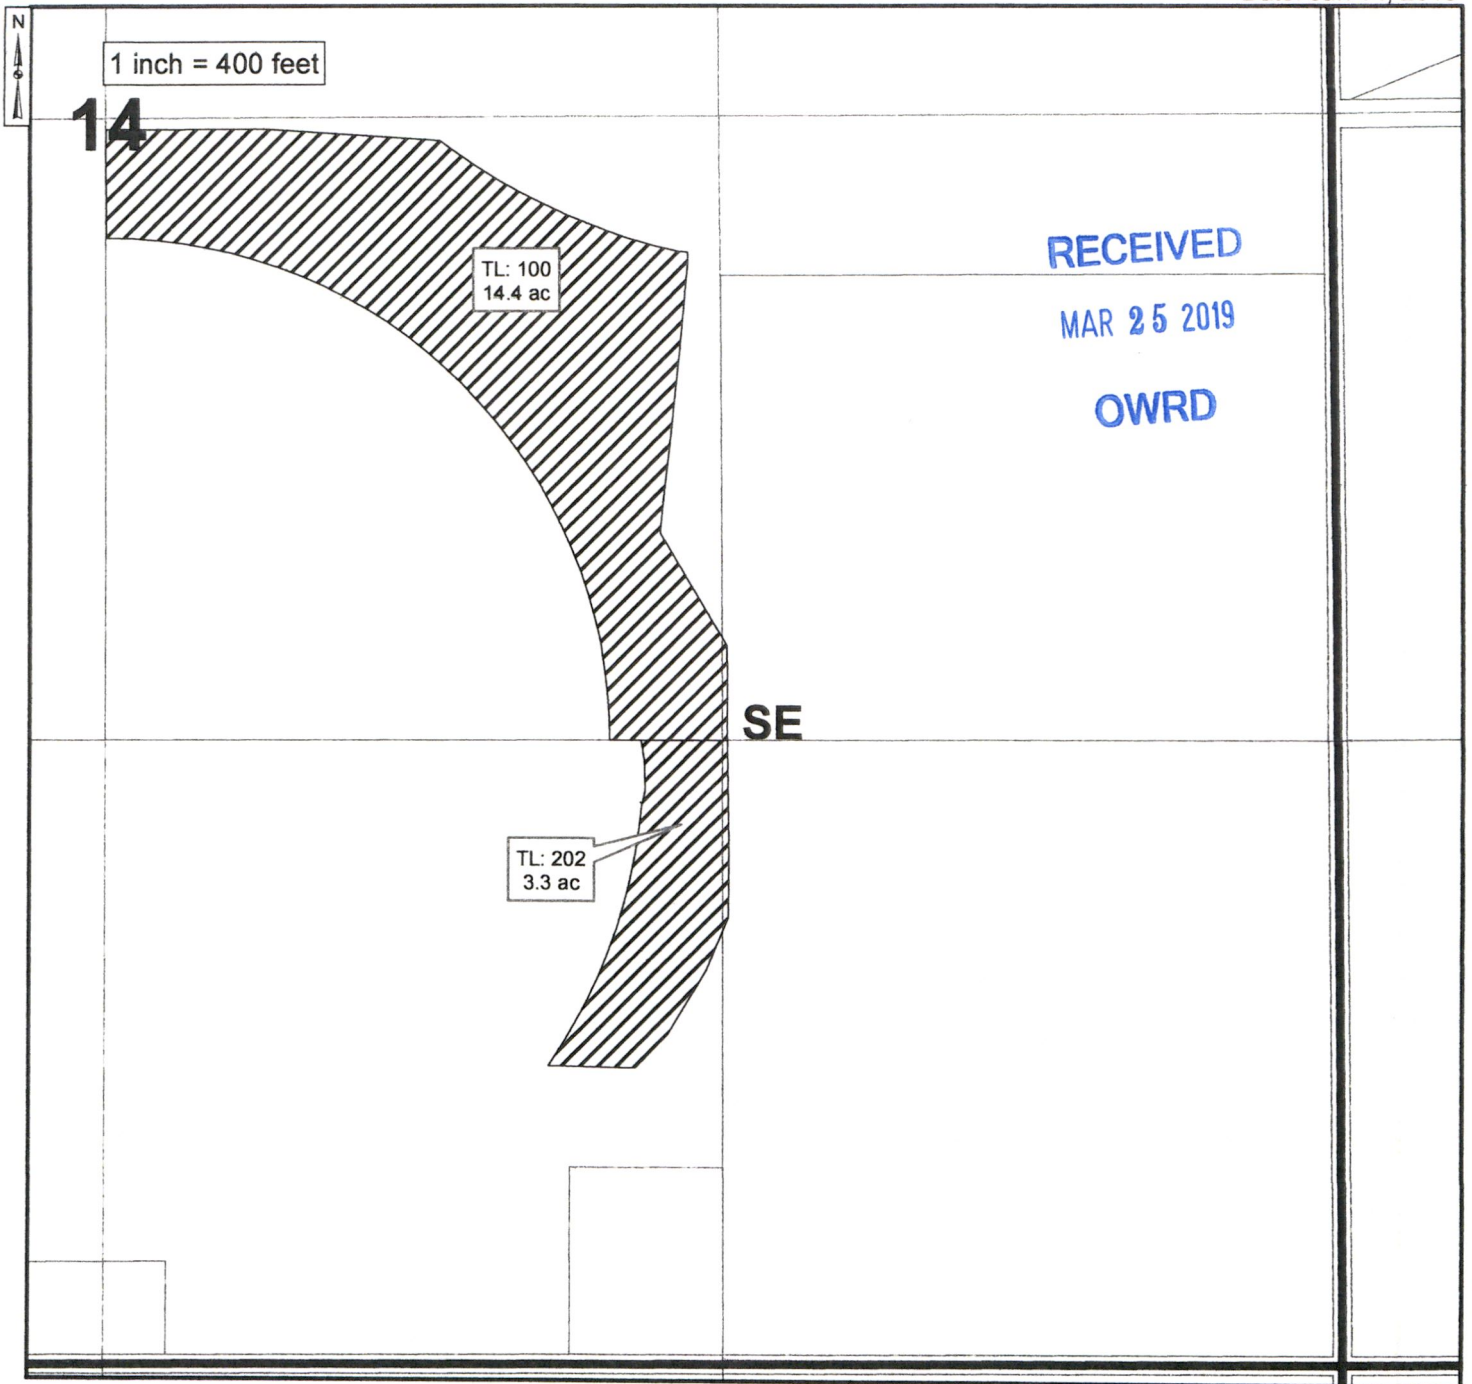 N
1 inch = 400 feet
14
TL: 100
14.4 ac
RECEIVED
MAR 25 2019
OWRD
SE
TL: 202
3.3 ac